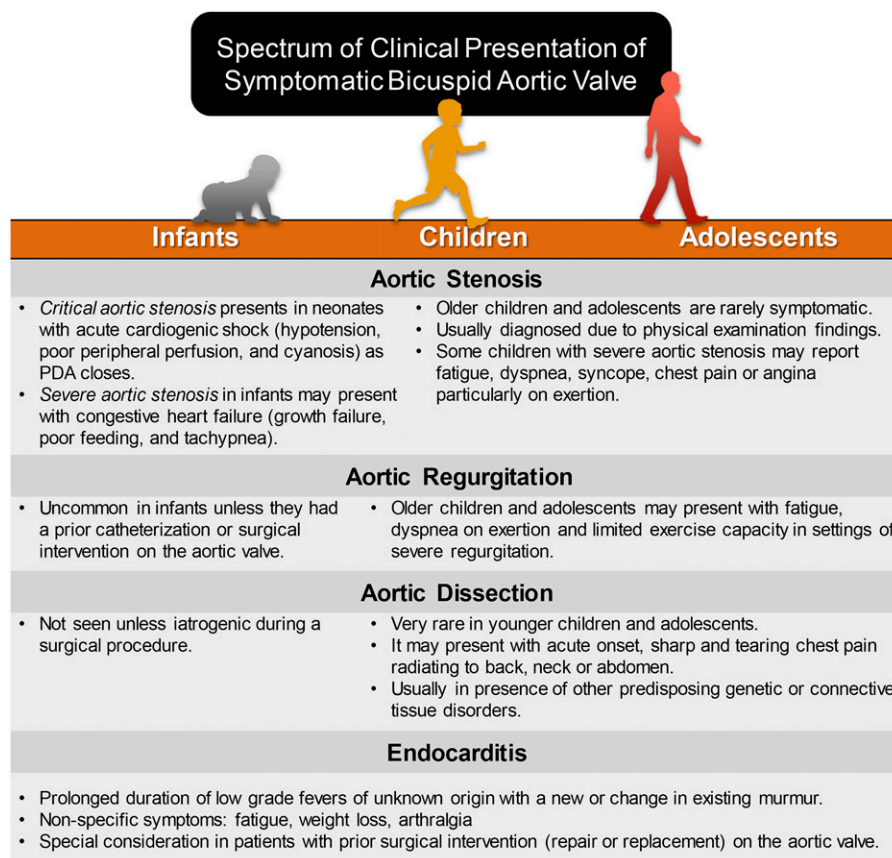 Spectrum of Clinical Presentation of
Symptomatic Bicuspid Aortic Valve
Infants Children Adolescents
Aortic Stenosis
• Critical aortic stenosis presents in neonates
with acute cardiogenic shock (hypotension,
poor peripheral perfusion, and cyanosis) as
PDA closes.
• Severe aortic stenosis in infants may present
with congestive heart failure (growth failure,
poor feeding, and tachypnea).
• Older children and adolescents are rarely symptomatic.
• Usually diagnosed due to physical examination findings.
• Some children with severe aortic stenosis may report
fatigue, dyspnea, syncope, chest pain or angina
particularly on exertion.
Aortic Regurgitation
• Uncommon in infants unless they had
a prior catheterization or surgical
intervention on the aortic valve.
• Older children and adolescents may present with fatigue,
dyspnea on exertion and limited exercise capacity in settings of
severe regurgitation.
Aortic Dissection
• Not seen unless iatrogenic during a
surgical procedure.
• Very rare in younger children and adolescents.
• It may present with acute onset, sharp and tearing chest pain
radiating to back, neck or abdomen.
• Usually in presence of other predisposing genetic or connective
tissue disorders.
Endocarditis
• Prolonged duration of low grade fevers of unknown origin with a new or change in existing murmur.
• Non-specific symptoms: fatigue, weight loss, arthralgia
• Special consideration in patients with prior surgical intervention (repair or replacement) on the aortic valve.